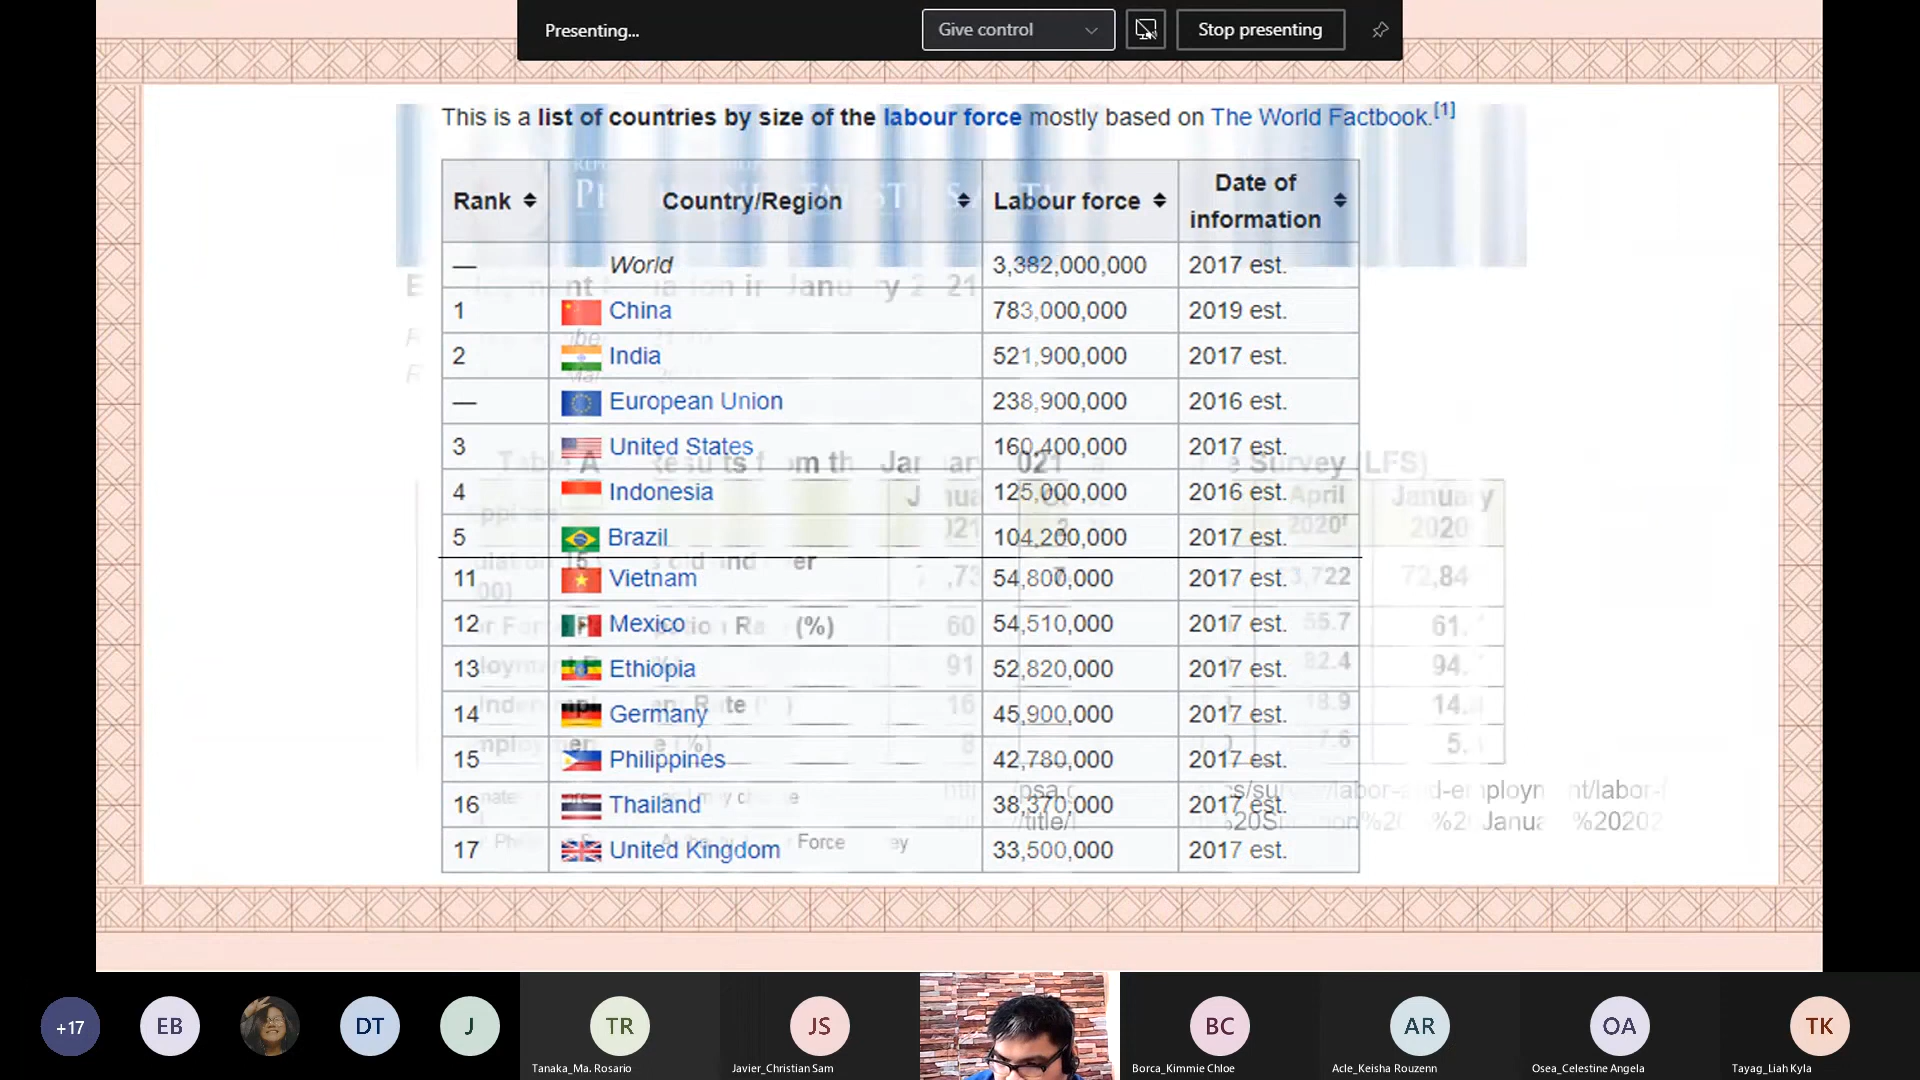 Presenting...
Give control
Stop presenting
This is a list of countries by size of the labour force mostly based on The World Factbook.[1]
Rank Country/Region Labour force Date of information
— World 3,382,000,000 2017 est.
1 China 783,000,000 2019 est.
2 India 521,900,000 2017 est.
— European Union 238,900,000 2016 est.
3 United States 160,400,000 2017 est.
4 Indonesia 125,000,000 2016 est.
5 Brazil 104,200,000 2017 est.
11 Vietnam 54,800,000 2017 est.
12 Mexico 54,510,000 2017 est.
13 Ethiopia 52,820,000 2017 est.
14 Germany 45,900,000 2017 est.
15 Philippines 42,780,000 2017 est.
16 Thailand 38,370,000 2017 est.
17 United Kingdom 33,500,000 2017 est.
Survey (LFS)
April January
2020 2020
+17
EB
DT
J
TR
JS
BC
AR
OA
TK
Tanaka_Ma. Rosario
Javier_Christian Sam
Borca_Kimmie Chloe
Acle_Keisha Rouzenn
Osea_Celestine Angela
Tayag_Liah Kyla